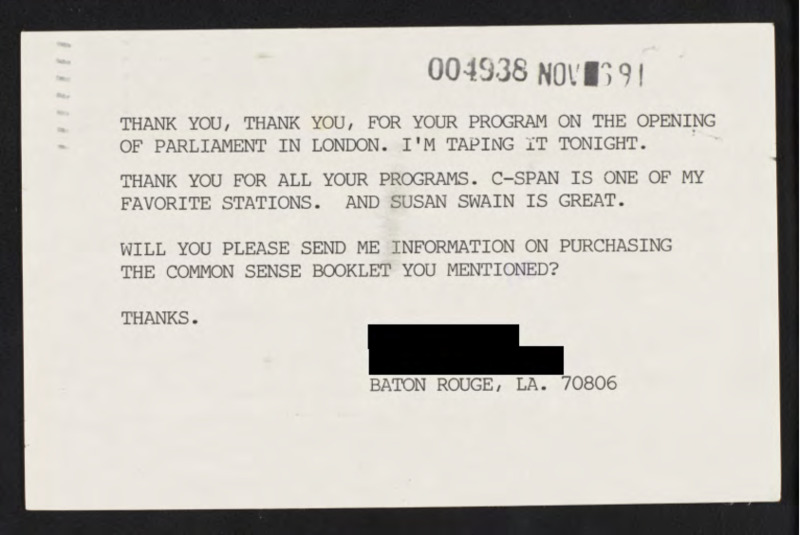 004938 NOV 6 91
THANK YOU, THANK YOU, FOR YOUR PROGRAM ON THE OPENING
OF PARLIAMENT IN LONDON. I'M TAPING IT TONIGHT.
THANK YOU FOR ALL YOUR PROGRAMS. C-SPAN IS ONE OF MY
FAVORITE STATIONS. AND SUSAN SWAIN IS GREAT.
WILL YOU PLEASE SEND ME INFORMATION ON PURCHASING
THE COMMON SENSE BOOKLET YOU MENTIONED?
THANKS.
BATON ROUGE, LA. 70806